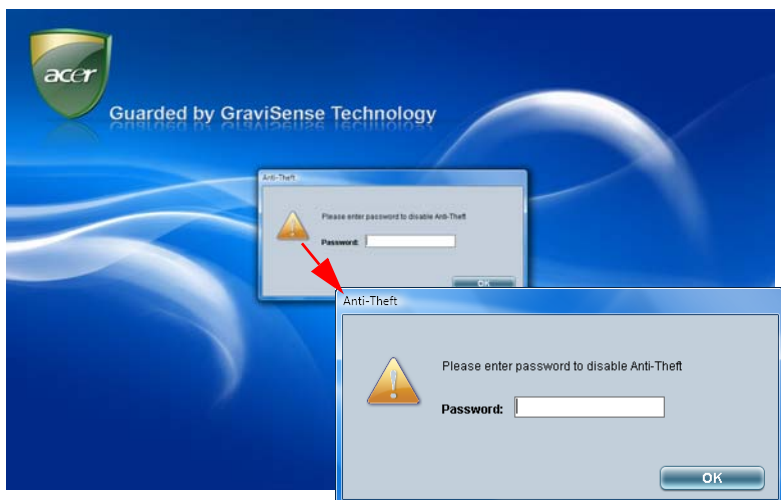 acer
Guarded by GraviSense Technology
Anti-Theft
Please enter password to disable Anti-Theft
Password:
OK
Anti-Theft
Please enter password to disable Anti-Theft
Password:
OK